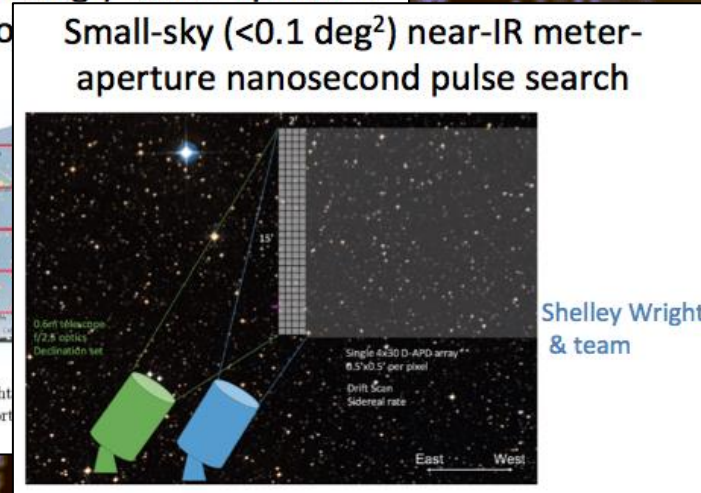 Small-sky (<0.1 deg²) near-IR meter-
aperture nanosecond pulse search
2'
15'
0.6m telescope
f/2.5 optics
Declination set
Single 4x30 D-APD array
0.5'x0.5' per pixel
Drift Scan
Sidereal rate
East West
Shelley Wright
& team